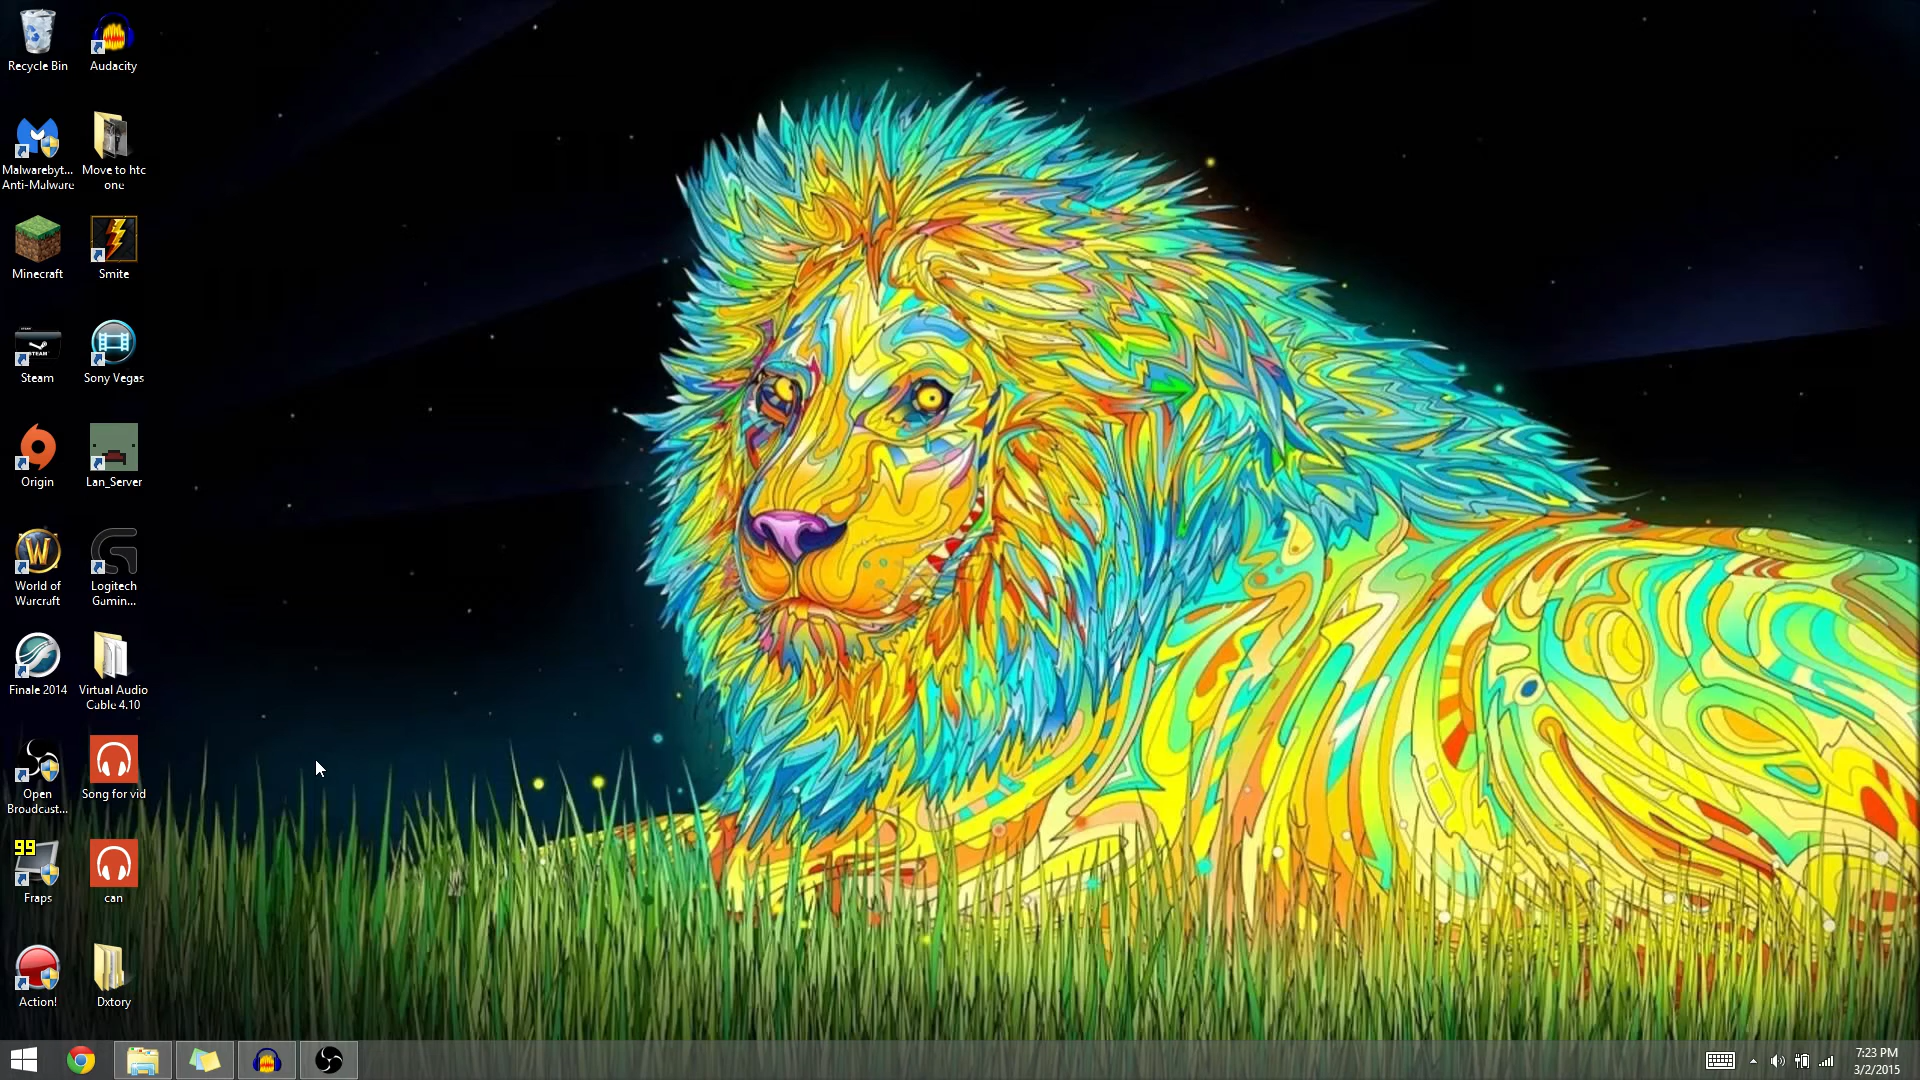 Recycle Bin
Audacity
Malwarebyt...
Anti-Malware
Move to htc
one
Minecraft
Smite
STEAM
Steam
Sony Vegas
Origin
Lan_Server
W
World of
Warcraft
Logitech
Gamin...
Finale 2014
Virtual Audio
Cable 4.10
Open
Broadcast...
Song for vid
99
Fraps
can
Action!
Dxtory
7:23 PM
3/2/2015